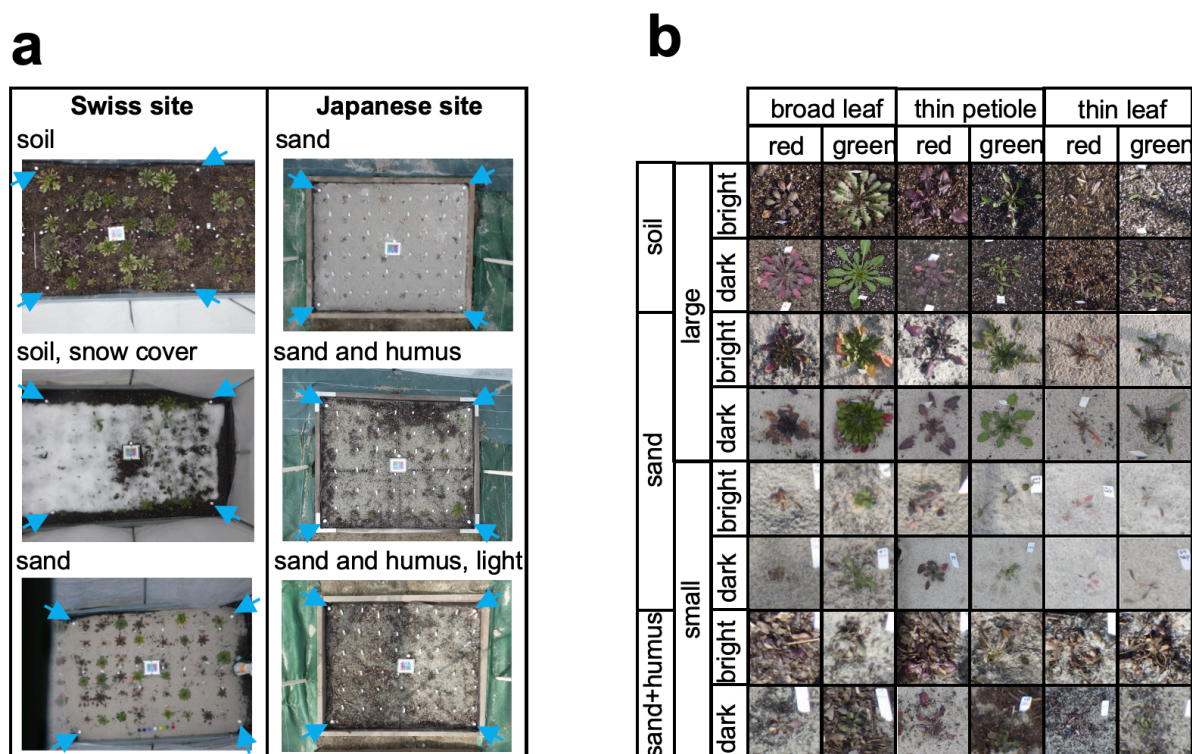 a
Swiss site
Japanese site
soil
sand
soil, snow cover
sand and humus
sand
sand and humus, light
b
broad leaf
thin petiole
thin leaf
red
green
red
green
red
green
soil
large
bright
dark
sand
bright
dark
small
bright
dark
sand+humus
bright
dark